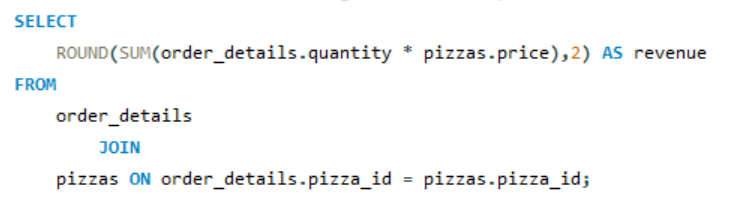 SELECT
ROUND(SUM(order_details.quantity * pizzas.price),2) AS revenue
FROM
order_details
JOIN
pizzas ON order_details.pizza_id = pizzas.pizza_id;